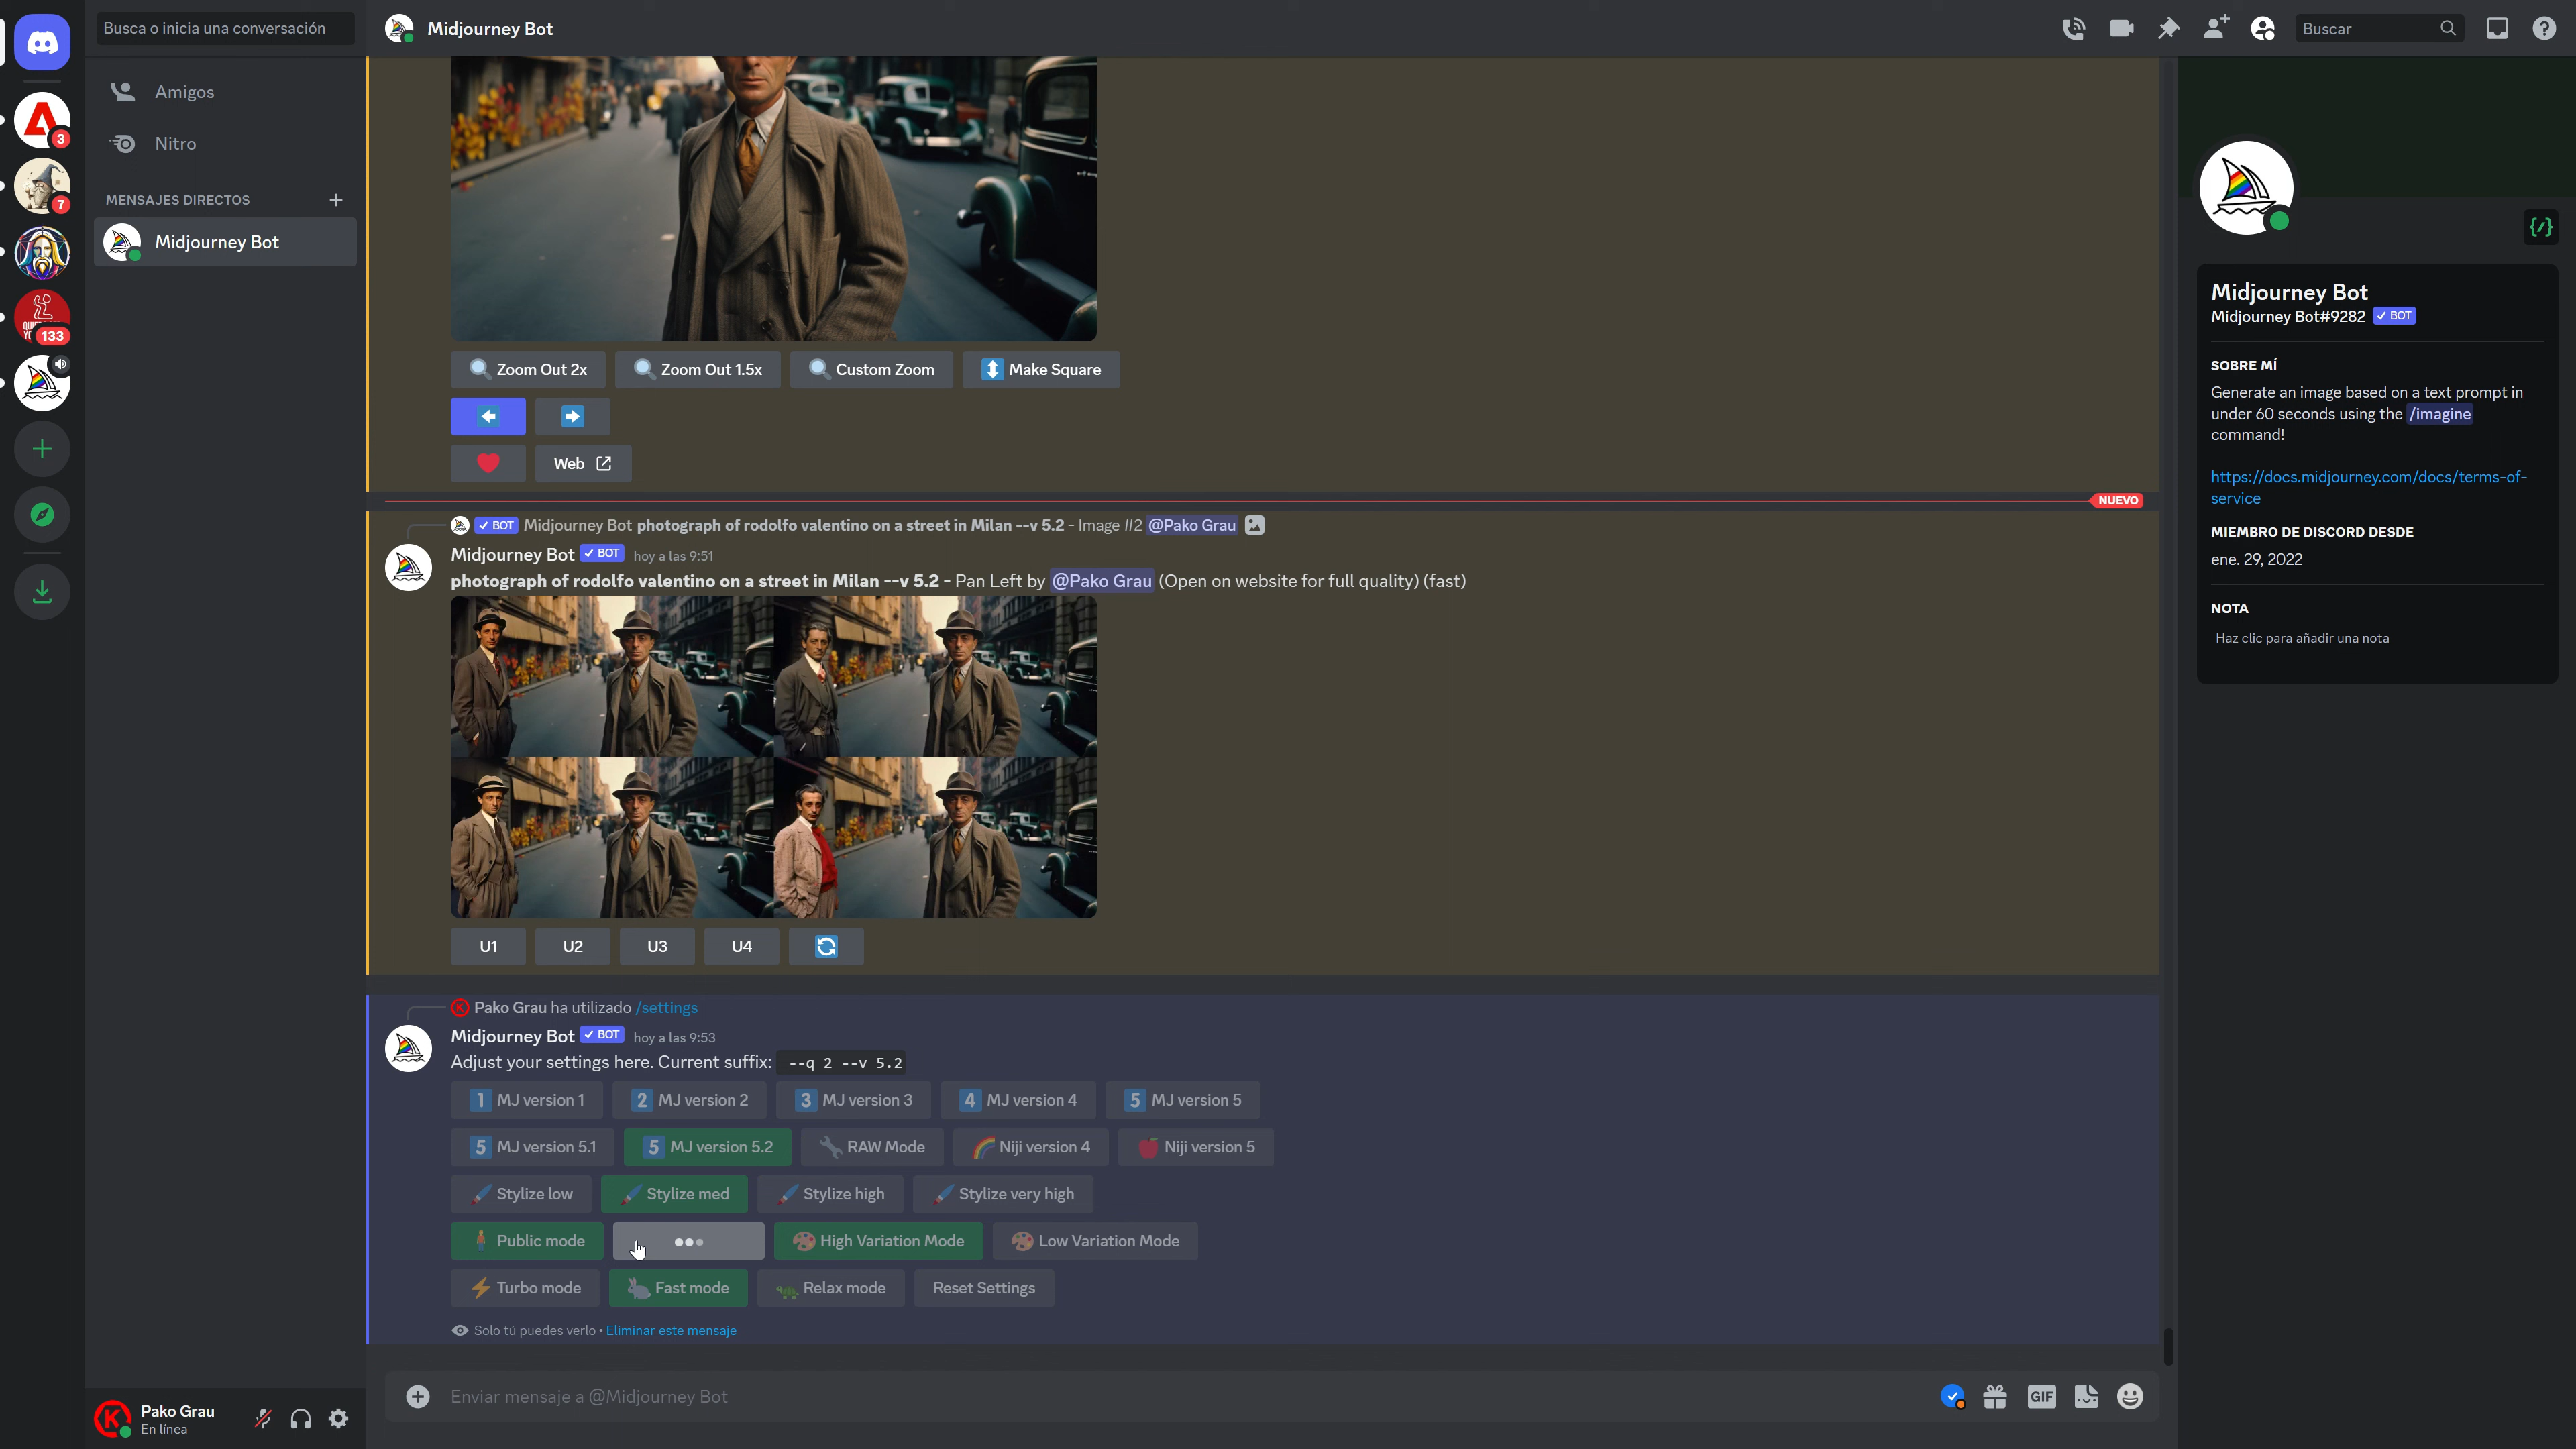 Busca o inicia una conversación
Midjourney Bot
Buscar
Amigos
3
Nitro
7
MENSAJES DIRECTOS
Midjourney Bot
133
Zoom Out 2x
Zoom Out 1.5x
Custom Zoom
Make Square
Web
NUEVO
BOT Midjourney Bot photograph of rodolfo valentino on a street in Milan --v 5.2 - Image #2 @Pako Grau
Midjourney Bot BOT hoy a las 9:51
photograph of rodolfo valentino on a street in Milan --v 5.2 - Pan Left by @Pako Grau (Open on website for full quality) (fast)
U1 U2 U3 U4
Pako Grau ha utilizado /settings
Midjourney Bot BOT hoy a las 9:53
Adjust your settings here. Current suffix: --q 2 --v 5.2
1 MJ version 1 2 MJ version 2 3 MJ version 3 4 MJ version 4 5 MJ version 5
5 MJ version 5.1 5 MJ version 5.2 RAW Mode Niji version 4 Niji version 5
Stylize low Stylize med Stylize high Stylize very high
Public mode High Variation Mode Low Variation Mode
Turbo mode Fast mode Relax mode Reset Settings
Solo tú puedes verlo • Eliminar este mensaje
Enviar mensaje a @Midjourney Bot
GIF
Pako Grau
En línea
Midjourney Bot
Midjourney Bot#9282 BOT
SOBRE MÍ
Generate an image based on a text prompt in
under 60 seconds using the /imagine
command!
https://docs.midjourney.com/docs/terms-of-
service
MIEMBRO DE DISCORD DESDE
ene. 29, 2022
NOTA
Haz clic para añadir una nota